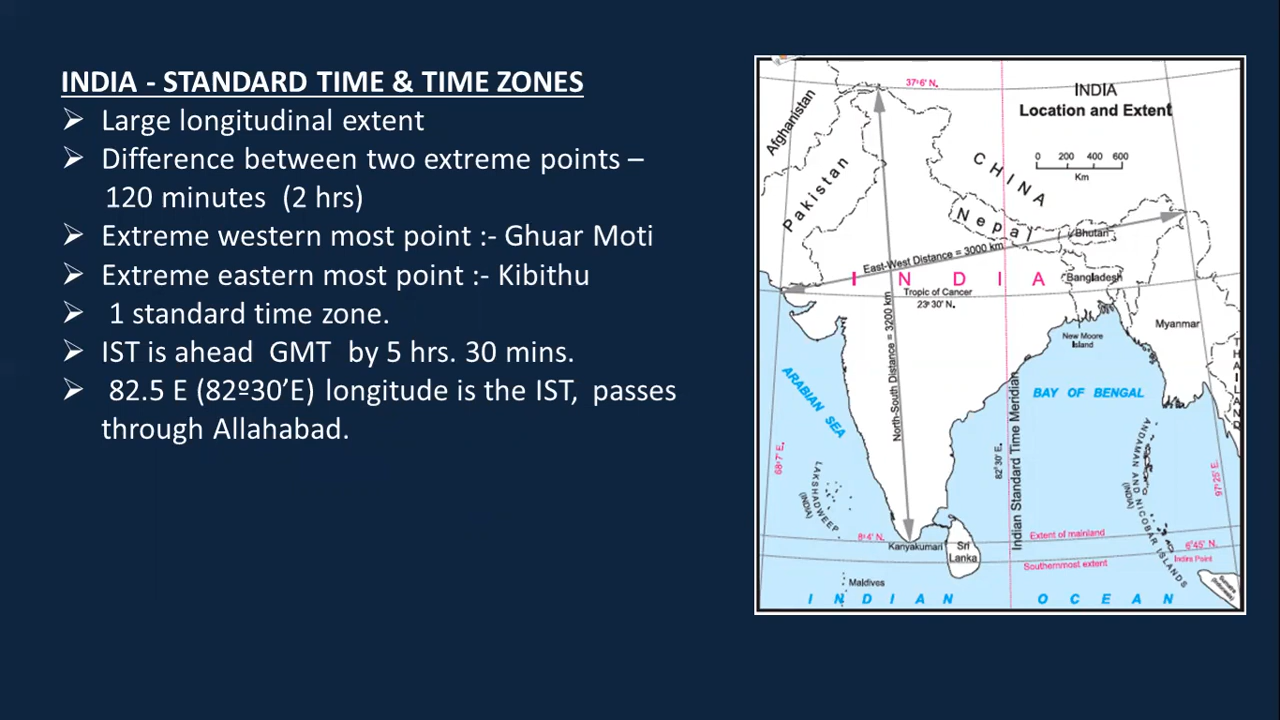 INDIA - STANDARD TIME & TIME ZONES
➢ Large longitudinal extent
➢ Difference between two extreme points –
120 minutes (2 hrs)
➢ Extreme western most point :- Ghuar Moti
➢ Extreme eastern most point :- Kibithu
➢ 1 standard time zone.
➢ IST is ahead GMT by 5 hrs. 30 mins.
➢ 82.5 E (82º30’E) longitude is the IST, passes
through Allahabad.
37°6' N.
INDIA
Location and Extent
0 200 400 600
Km
Afghanistan
Pakistan
CHINA
Nepal
Bhutan
East-West Distance = 3000 km
INDIA
Bangladesh
Tropic of Cancer
23°30' N.
Myanmar
New Moore
Island
THAILAND
North-South Distance = 3200 km
ARABIAN SEA
BAY OF BENGAL
68°7' E.
82°30' E.
Indian Standard Time Meridian
97°25' E.
LAKSHADWEEP
(INDIA)
ANDAMAN AND NICOBAR ISLANDS
(INDIA)
8°4' N.
Kanyakumari
Sri
Lanka
Extent of mainland
6°45' N.
Indira Point
Southernmost extent
Maldives
INDIAN OCEAN